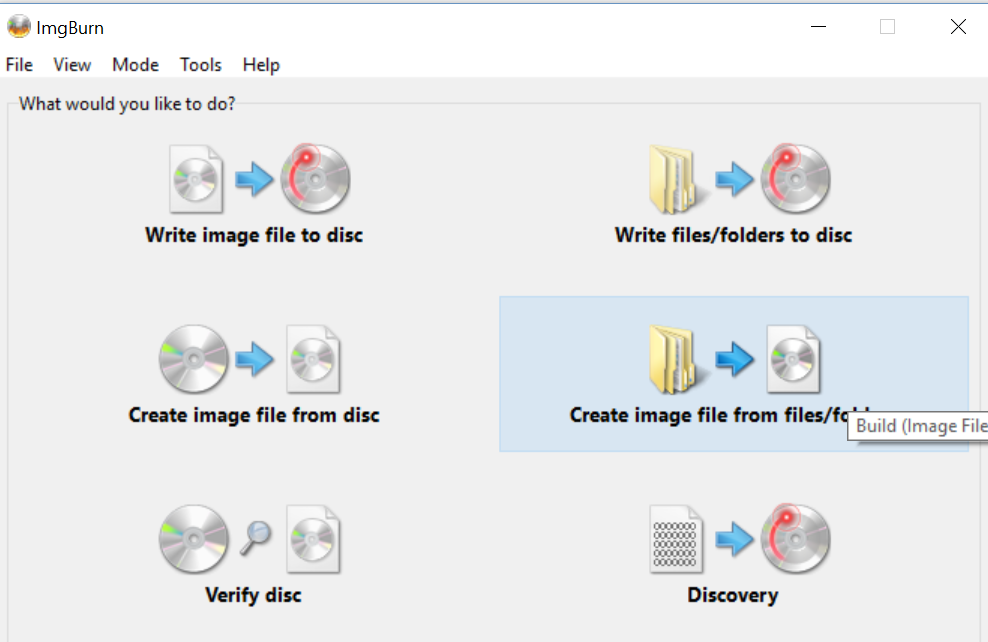 ImgBurn
File View Mode Tools Help
What would you like to do?
Write image file to disc
Write files/folders to disc
Create image file from disc
Create image file from files/fol
Build (Image File
Verify disc
Discovery